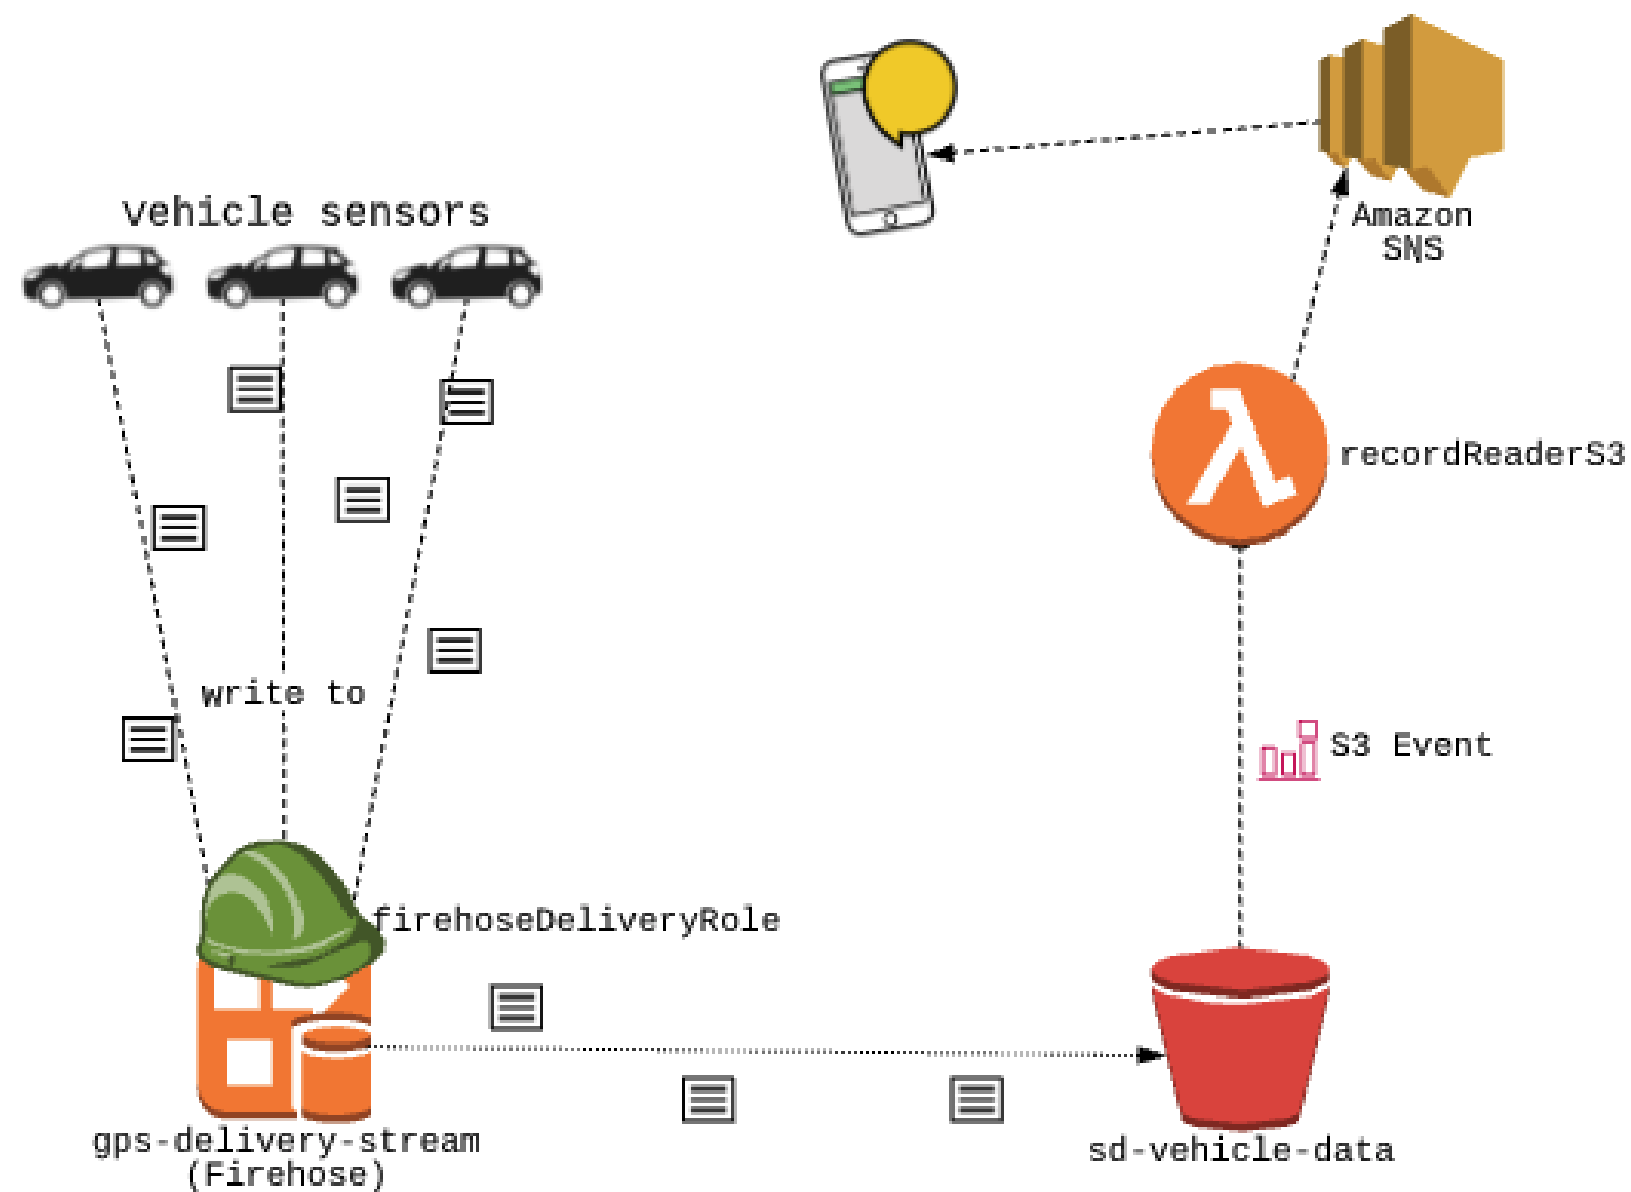 vehicle sensors
Amazon
SNS
recordReaderS3
write to
S3 Event
firehoseDeliveryRole
gps-delivery-stream
(Firehose)
sd-vehicle-data